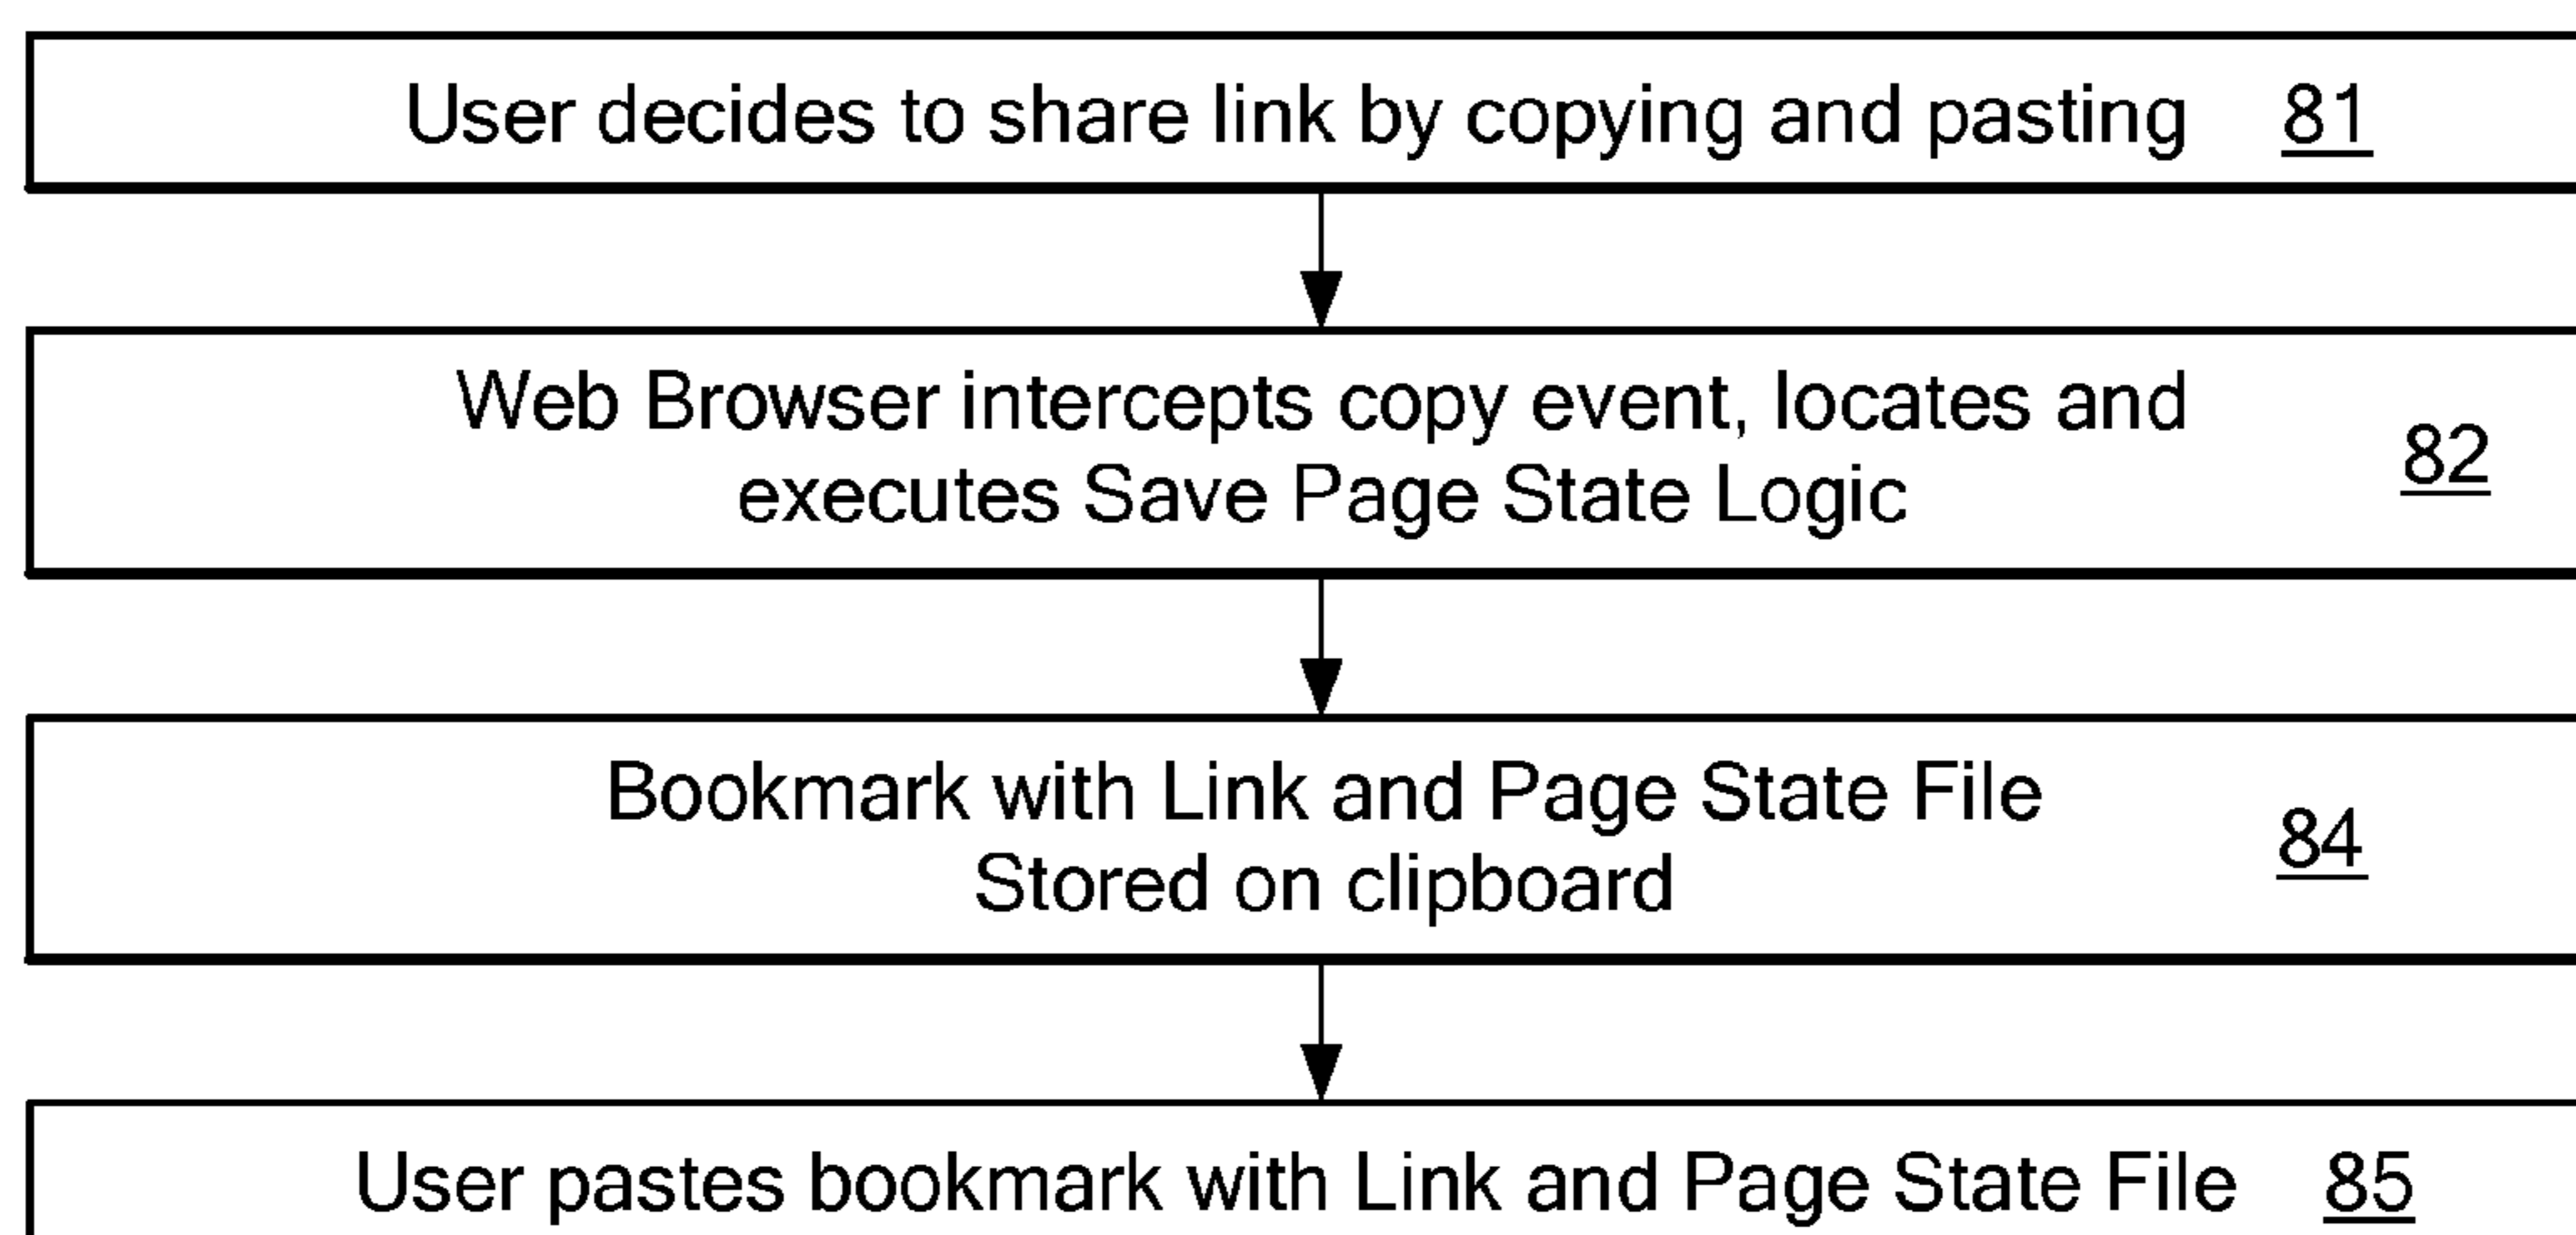 User decides to share link by copying and pasting 81
Web Browser intercepts copy event, locates and
executes Save Page State Logic 82
Bookmark with Link and Page State File
Stored on clipboard 84
User pastes bookmark with Link and Page State File 85